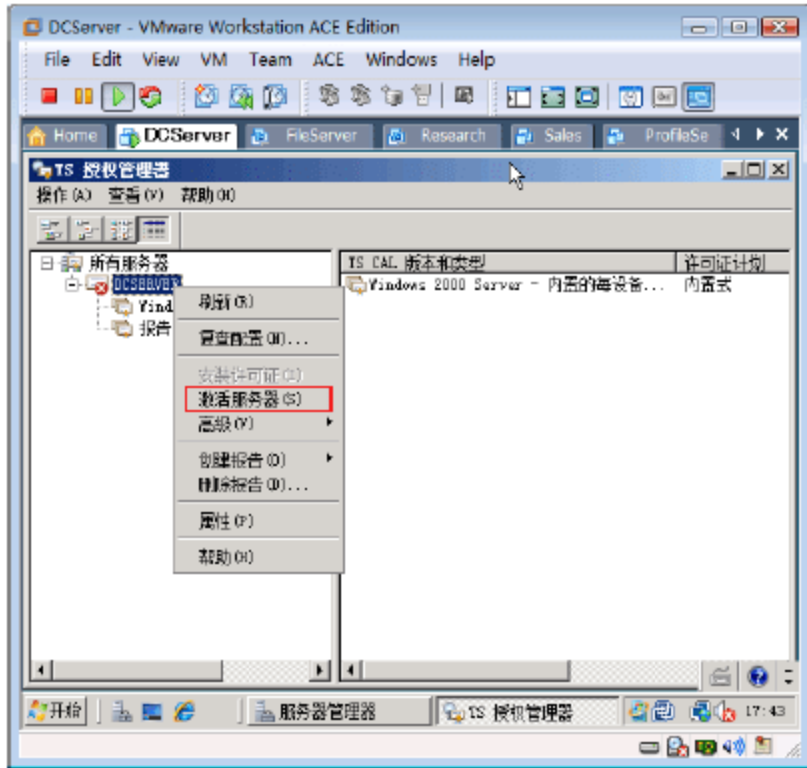 DCServer - VMware Workstation ACE Edition
File Edit View VM Team ACE Windows Help
Home DCServer FileServer Research Sales ProfileSe
TS 授权管理器
操作(A) 查看(V) 帮助(H)
所有服务器
DCSERVER
Wind
报告
TS CAL 版本和类型 许可证计划
Windows 2000 Server - 内置的每设备... 内置式
刷新(R)
复查配置(W)...
安装许可证(I)
激活服务器(S)
高级(V)
创建报告(O)
删除报告(D)...
属性(P)
帮助(H)
开始 服务器管理器 TS 授权管理器 17:43